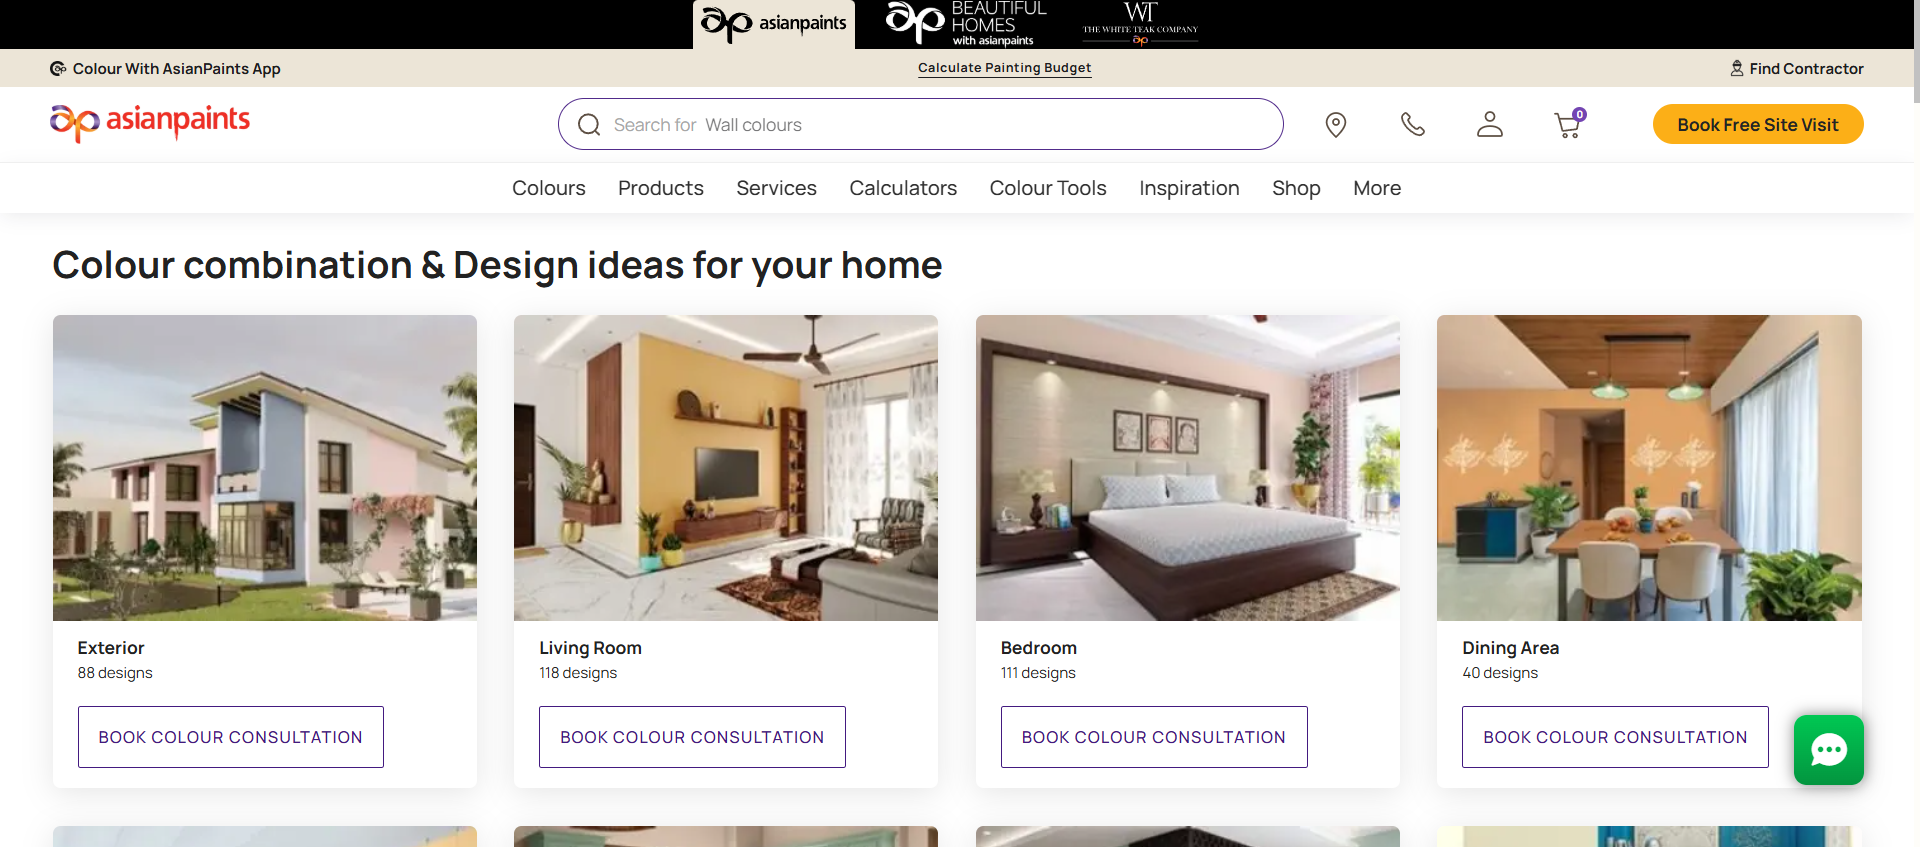 asianpaints
BEAUTIFUL
HOMES
with asianpaints
WT
THE WHITE TEAK COMPANY
Colour With AsianPaints App
Calculate Painting Budget
Find Contractor
asianpaints
Search for Wall colours
0
Book Free Site Visit
Colours Products Services Calculators Colour Tools Inspiration Shop More
Colour combination & Design ideas for your home
Exterior
88 designs
BOOK COLOUR CONSULTATION
Living Room
118 designs
BOOK COLOUR CONSULTATION
Bedroom
111 designs
BOOK COLOUR CONSULTATION
Dining Area
40 designs
BOOK COLOUR CONSULTATION